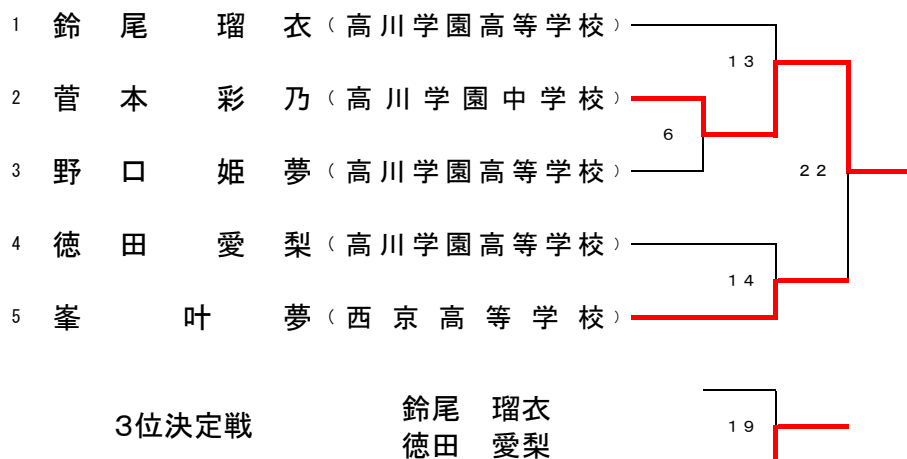 1 鈴尾 瑠衣 (高川学園高等学校)
13
2 菅本 彩乃 (高川学園中学校)
6
3 野口 姫夢 (高川学園高等学校)
22
4 徳田 愛梨 (高川学園高等学校)
14
5 峯 叶夢 (西京高等学校)
3位決定戦
鈴尾 瑠衣
徳田 愛梨
19